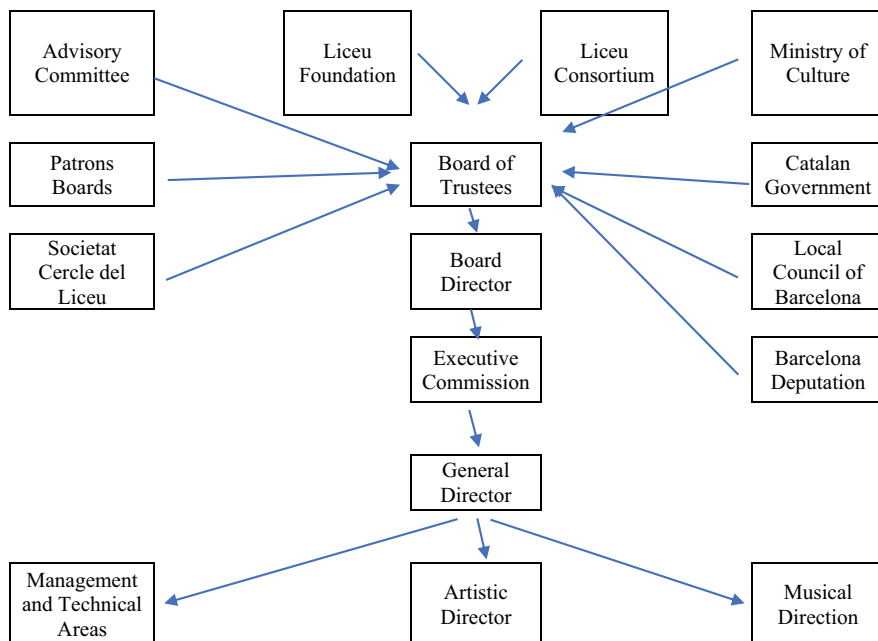 Advisory
Committee
Liceu
Foundation
Liceu
Consortium
Ministry of
Culture
Patrons
Boards
Board of
Trustees
Catalan
Government
Societat
Cercle del
Liceu
Board
Director
Local
Council of
Barcelona
Executive
Commission
Barcelona
Deputation
General
Director
Management
and Technical
Areas
Artistic
Director
Musical
Direction